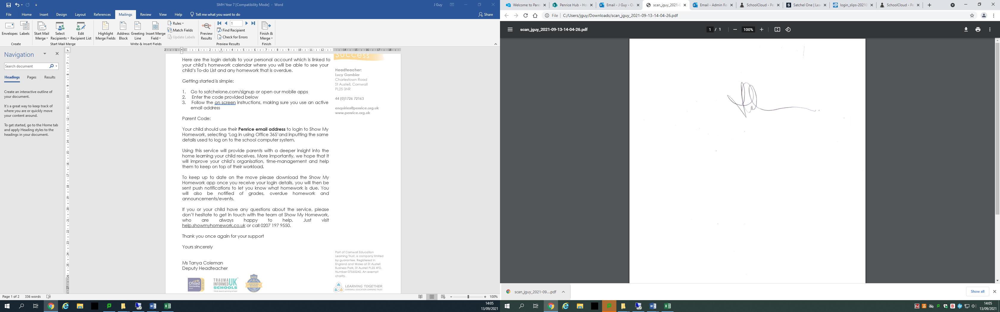 SMH Year 7 [Compatibility Mode] - Word
J Guy
File Home Insert Design Layout References Mailings Review View Help Tell me what you want to do Share
Envelopes Labels
Create
Start Mail Merge Select Recipients Edit Recipient List
Start Mail Merge
Highlight Merge Fields Address Block Greeting Line Insert Merge Field
Rules
Match Fields
Update Labels
Write & Insert Fields
Preview Results
1
Find Recipient
Check for Errors
Preview Results
Finish & Merge
Finish
Navigation
Search document
Headings Pages Results
Create an interactive outline of
your document.
It's a great way to keep track of
where you are or quickly move
your content around.
To get started, go to the Home tab
and apply Heading styles to the
headings in your document.
Here are the login details to your personal account which is linked to
your child's homework calendar where you will be able to see your
child's To-do List and any homework that is overdue.
Getting started is simple:
1. Go to satchelone.com/signup or open our mobile apps
2. Enter the code provided below
3. Follow the on screen instructions, making sure you use an active
email address
Parent Code:
Your child should use their Penrice email address to login to Show My
Homework, selecting 'Log in using Office 365'and inputting the same
details used to log on to the school computer system.
Using this service will provide parents with a deeper insight into the
home learning your child receives. More importantly, we hope that it
will improve your child's organisation, time-management and help
them to keep on top of their workload.
To keep up to date on the move please download the Show My
Homework app once you receive your login details, you will then be
sent push notifications to let you know what homework is due. You
will also be notified of grades, overdue homework and
announcements/events.
If you or your child have any questions about the service, please
don't hesitate to get in touch with the team at Show My Homework,
who are always happy to help. Just visit
help.showmyhomework.co.uk or call 0207 197 9550.
Thank you once again for your support
Yours sincerely
Ms Tanya Coleman
Deputy Headteacher
Ofsted
Outstanding
TRAUMA
INFORMED UK
SCHOOLS
success
Headteacher:
Lucy Gambier
Charlestown Road
St Austell, Cornwall
PL25 3NR
44 (0)1726 72163
enquiries@penrice.org.uk
www.penrice.org.uk
Part of Cornwall Education
Learning Trust, a company limited
by guarantee. Registered in
England and Wales at St Austell
Business Park, St Austell PL25 4FD.
Number 07565242. An exempt
charity.
LEARNING TOGETHER
CORNWALL EDUCATION LEARNING TRUST
Page 1 of 2 336 words
100%
14:05
13/09/2021
Welcome to Pare Penrice Hub - Ho Email - J Guy - Ou scan_jguy_2021-0 Email - Admin Re SchoolCloud - Pe Satchel One | Lea login_slips-20210 SchoolCloud - Pe
File C:/Users/jguy/Downloads/scan_jguy_2021-09-13-14-04-26.pdf
scan_jguy_2021-09-13-14-04-26.pdf
1 / 1
100%
scan_jguy_2021-09....pdf
Show all
14:05
13/09/2021